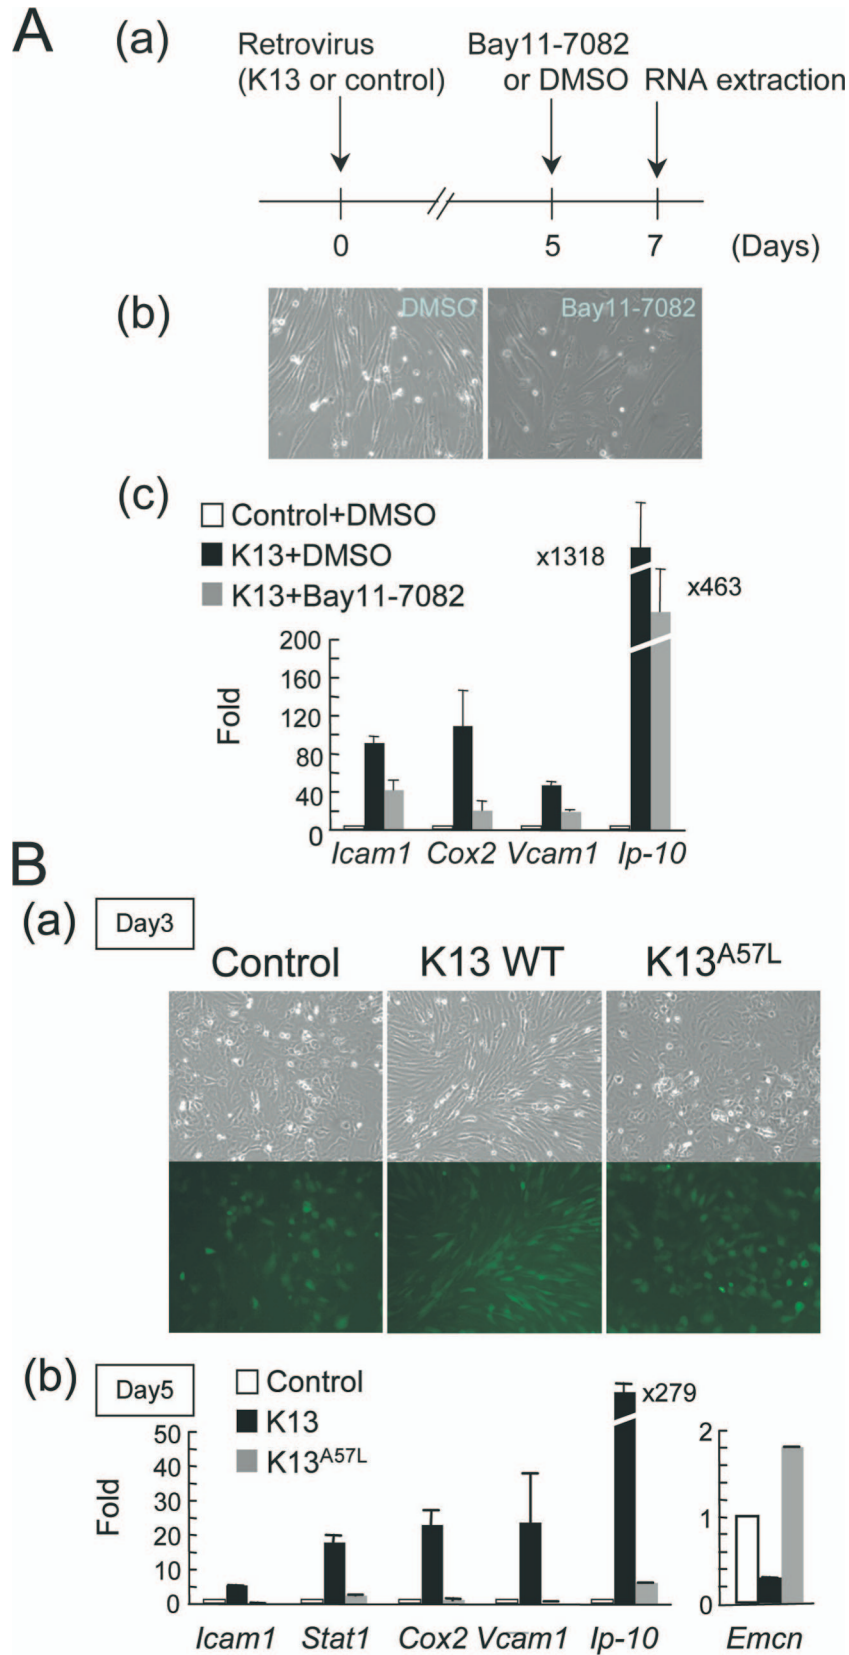 A
(a)
Retrovirus
(K13 or control)
Bay11-7082
or DMSO
RNA extraction
0
5
7
(Days)
(b)
DMSO
Bay11-7082
(c)
Control+DMSO
K13+DMSO
K13+Bay11-7082
x1318
x463
Fold
200
160
120
80
40
0
Icam1
Cox2
Vcam1
Ip-10
B
(a)
Day3
Control
K13 WT
K13A57L
(b)
Day5
Control
K13
K13A57L
x279
Fold
50
40
30
20
10
0
2
1
0
Icam1
Stat1
Cox2
Vcam1
Ip-10
Emcn